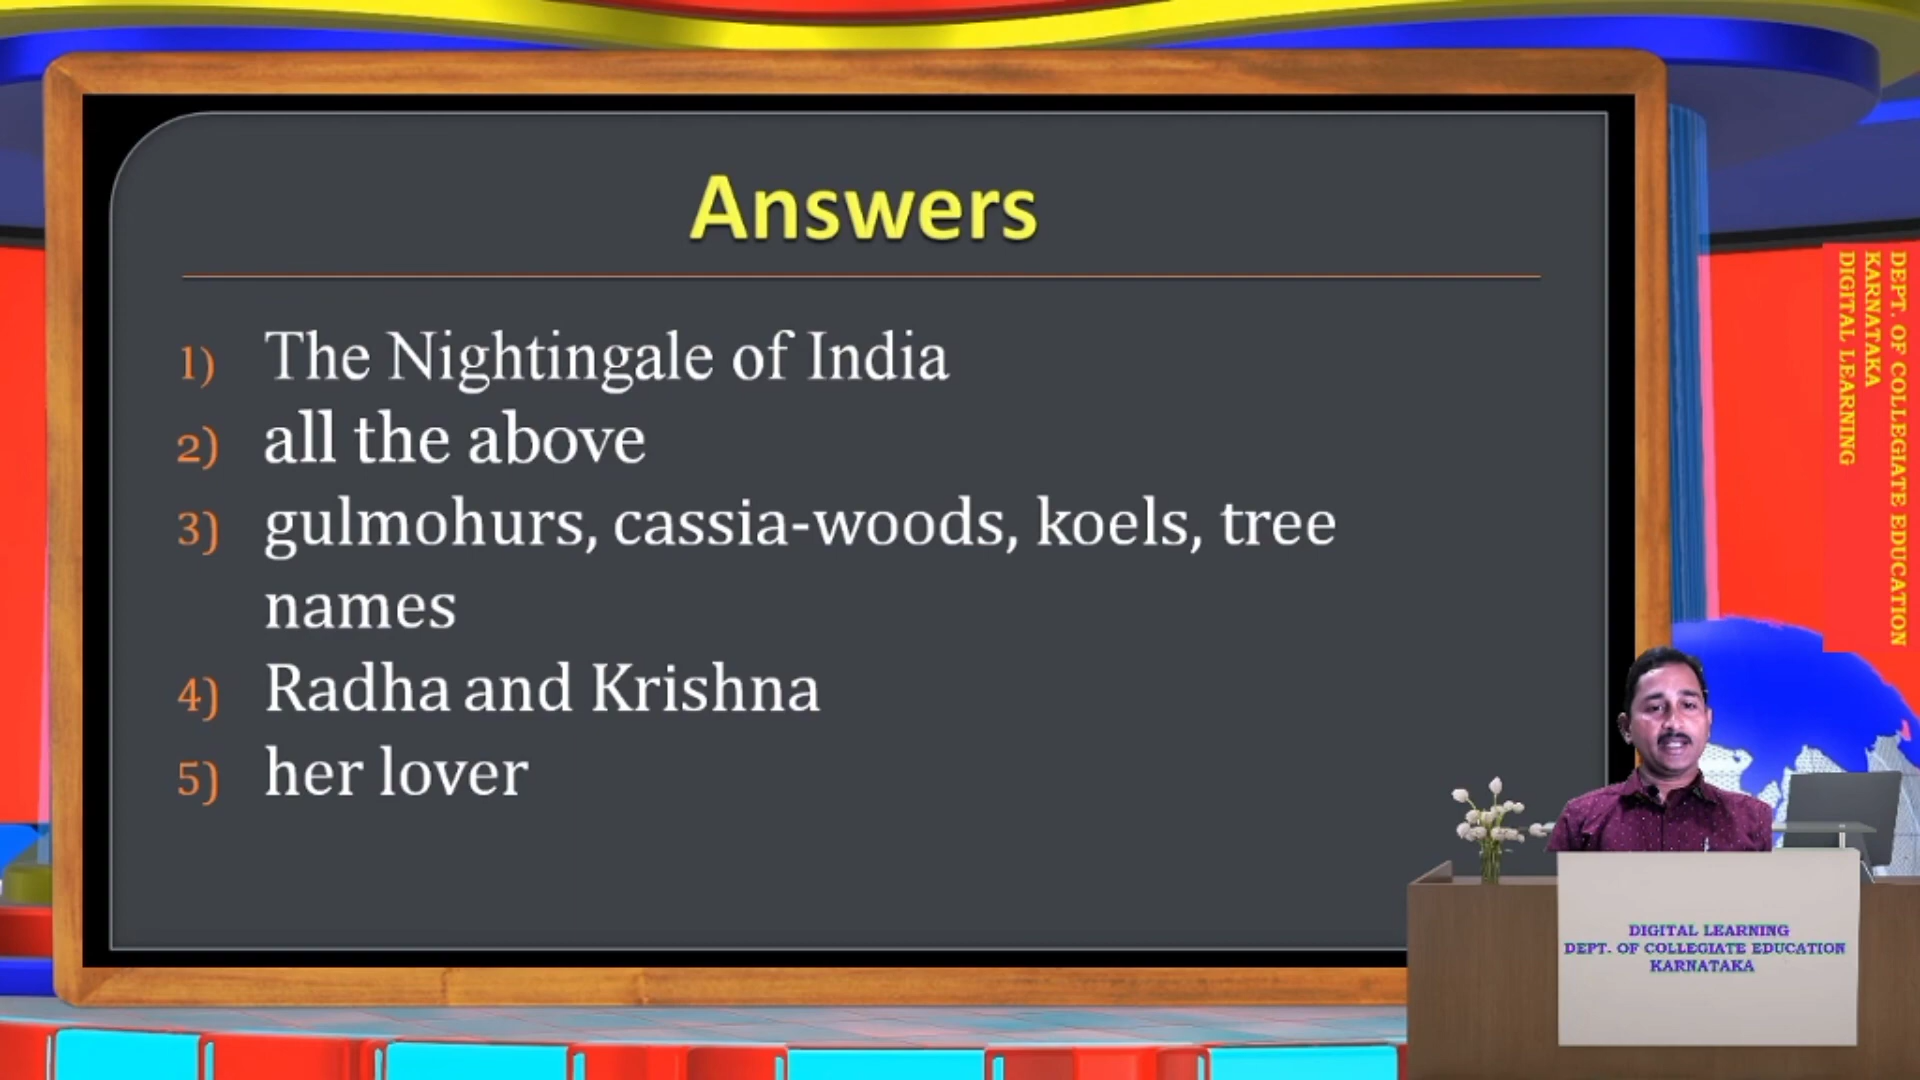 Answers
1) The Nightingale of India
2) all the above
3) gulmohurs, cassia-woods, koels, tree
names
4) Radha and Krishna
5) her lover
DEPT. OF COLLEGIATE EDUCATION
KARNATAKA
DIGITAL LEARNING
DIGITAL LEARNING
DEPT. OF COLLEGIATE EDUCATION
KARNATAKA